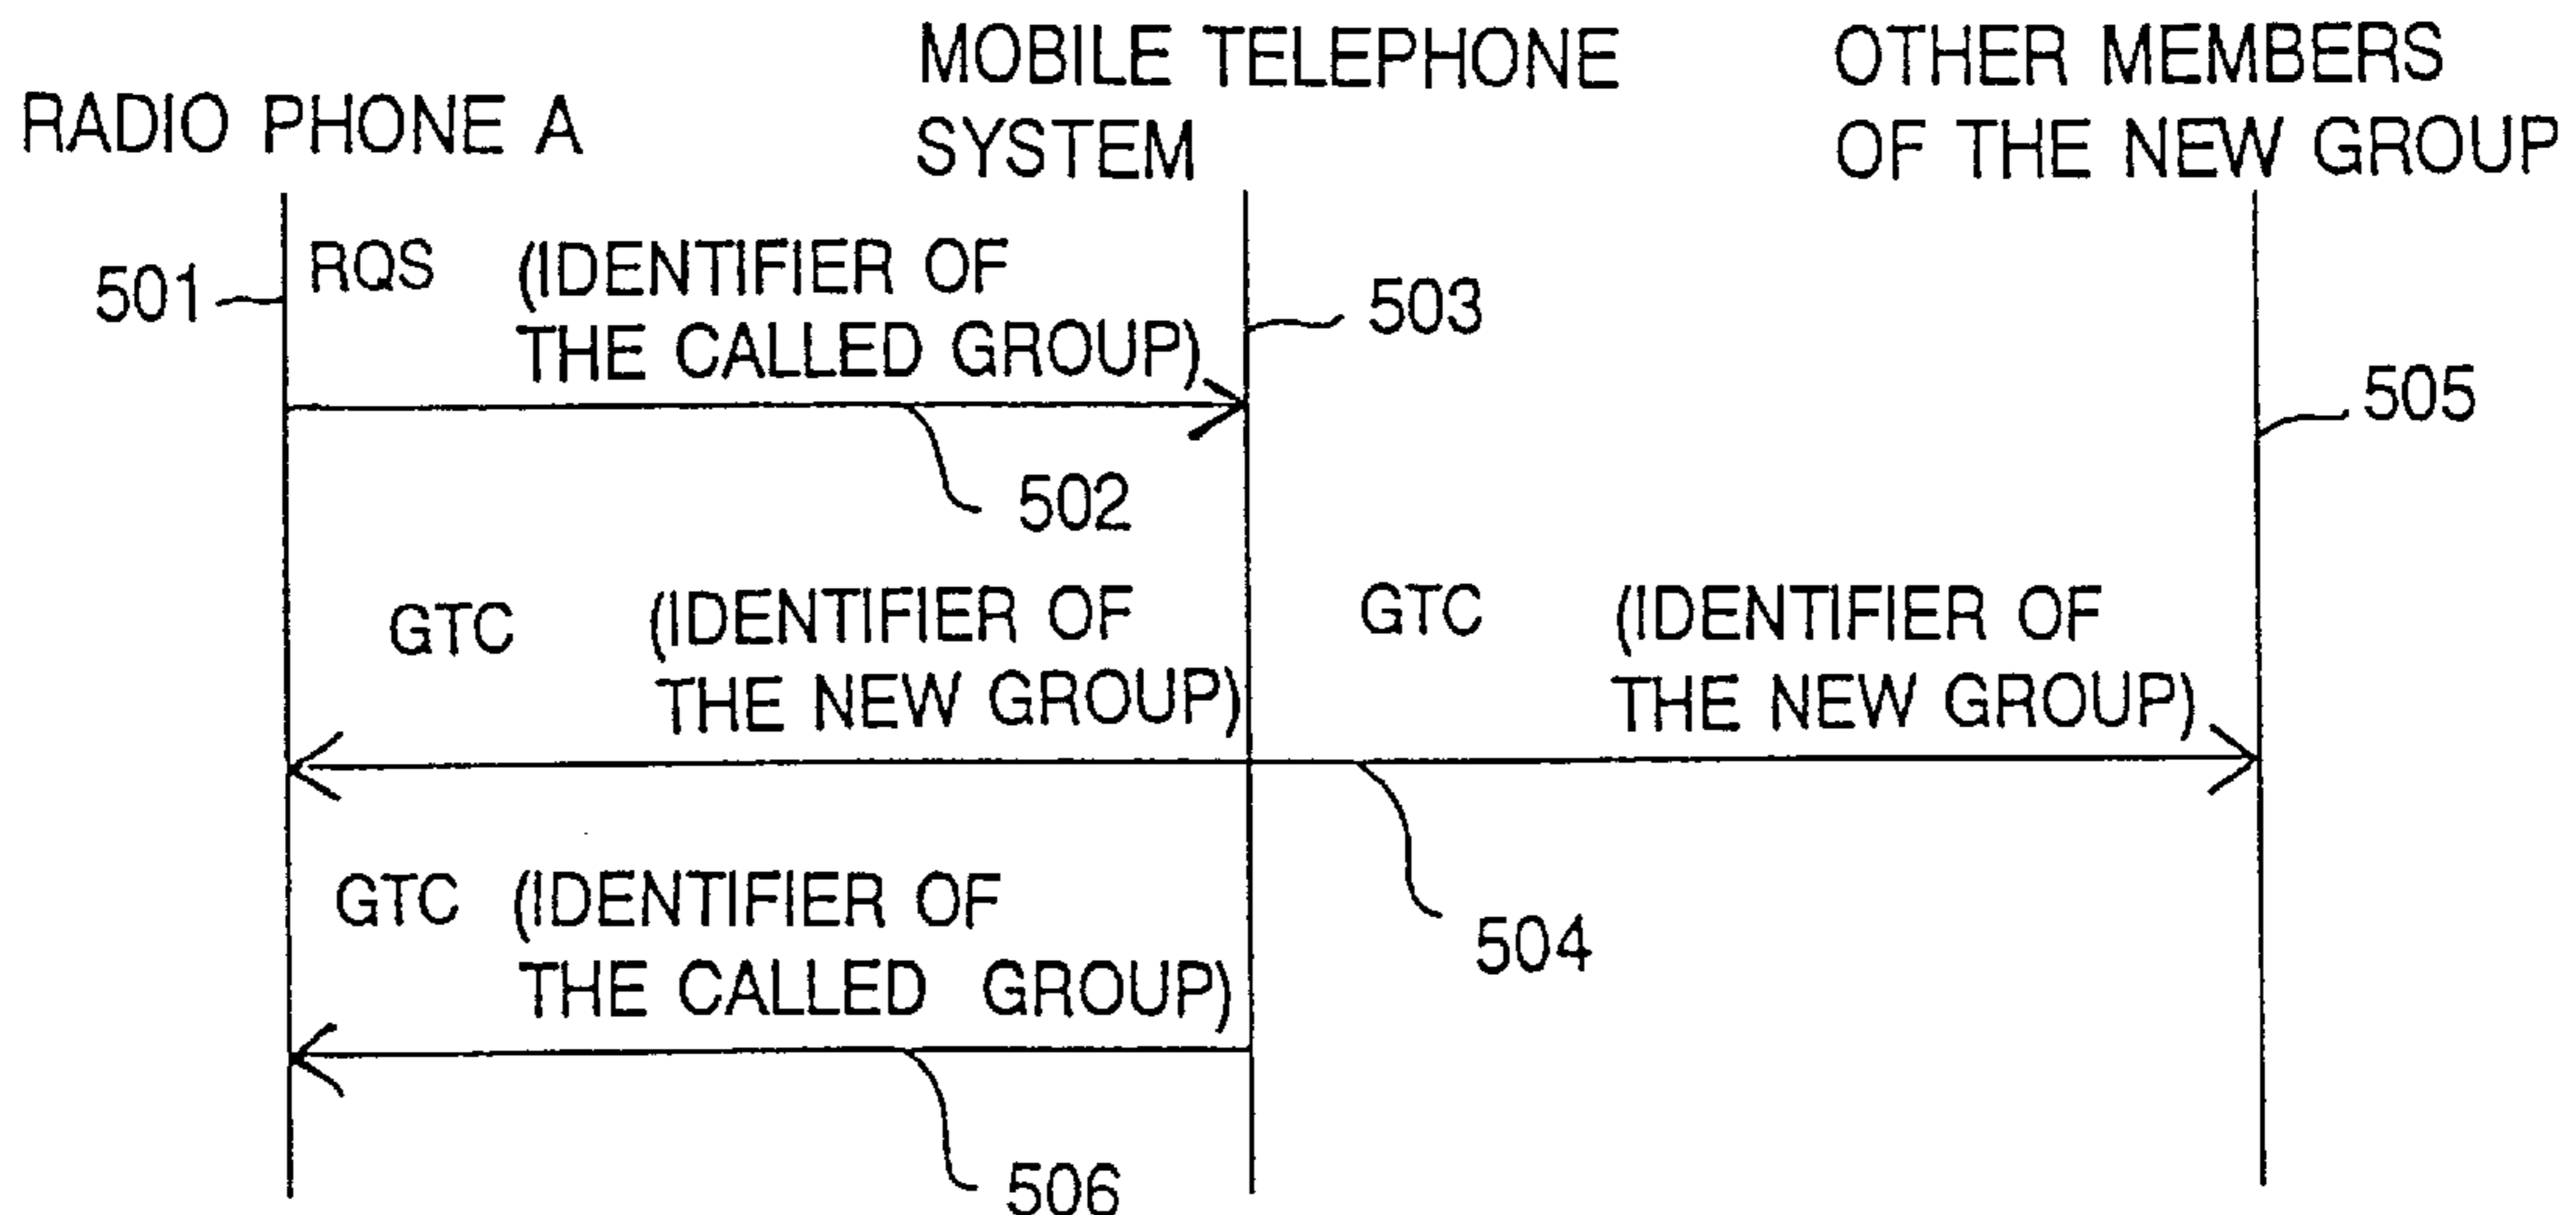 RADIO PHONE A
MOBILE TELEPHONE
SYSTEM
OTHER MEMBERS
OF THE NEW GROUP
501
RQS (IDENTIFIER OF
THE CALLED GROUP)
503
502
505
GTC (IDENTIFIER OF
THE NEW GROUP)
GTC (IDENTIFIER OF
THE NEW GROUP)
504
GTC (IDENTIFIER OF
THE CALLED GROUP)
506